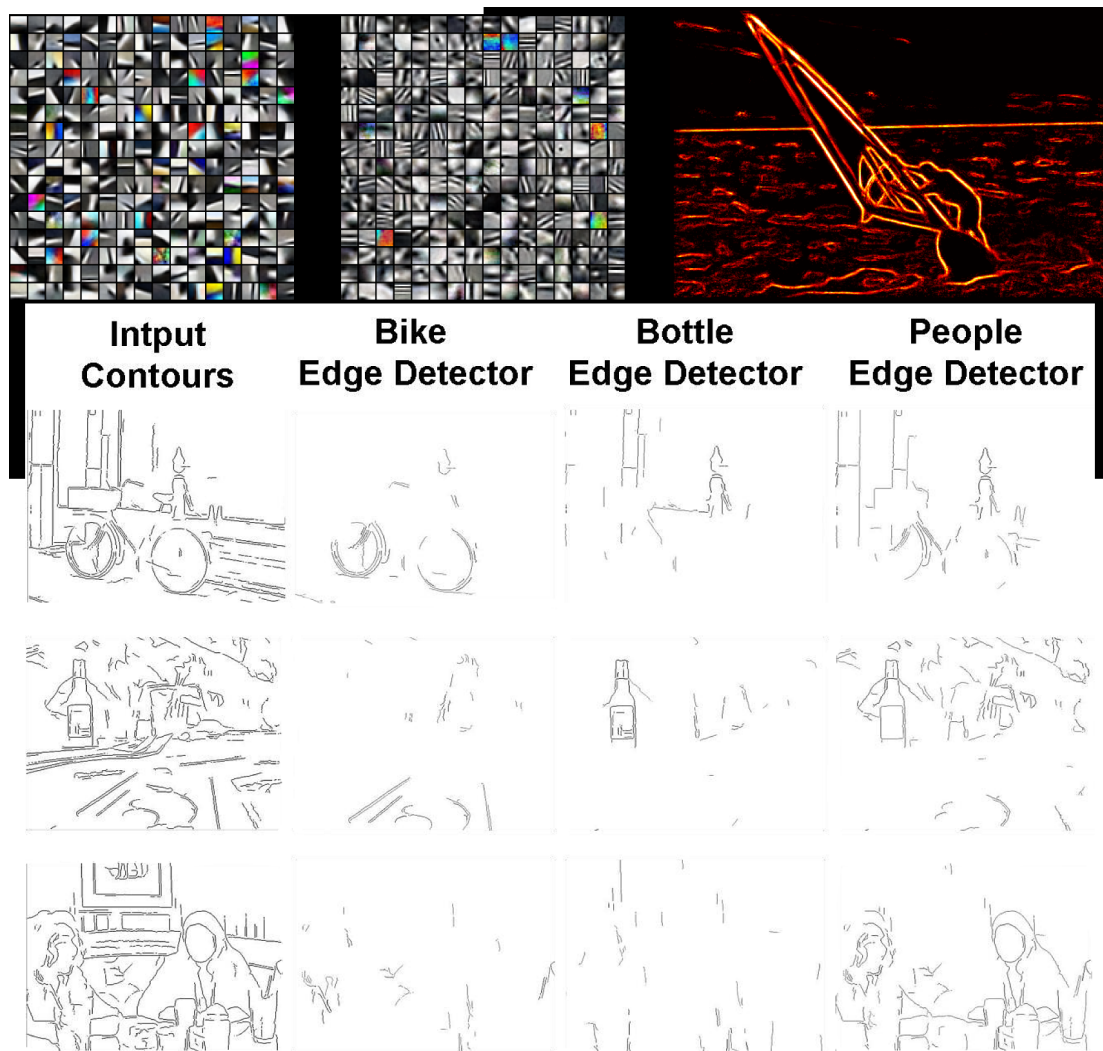 Intput
Contours
Bike
Edge Detector
Bottle
Edge Detector
People
Edge Detector